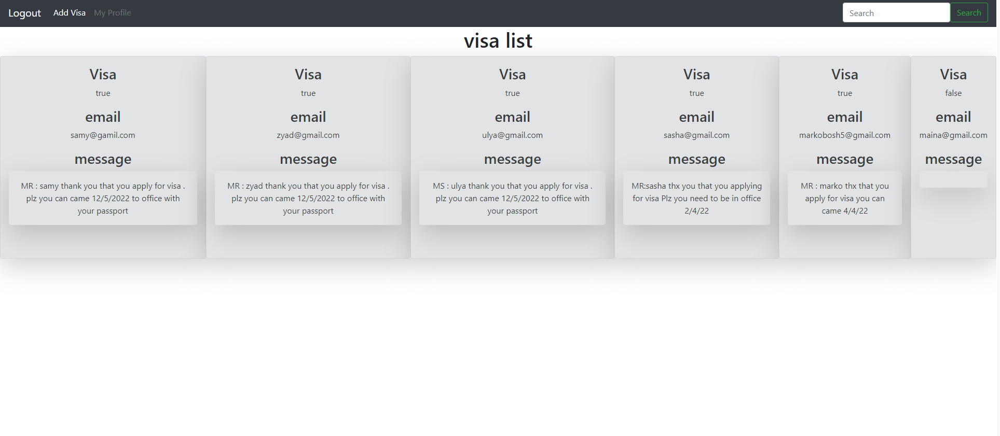 Logout Add Visa My Profile Search Search
visa list
Visa
true
email
samy@gamil.com
message
MR : samy thank you that you apply for visa .
plz you can came 12/5/2022 to office with
your passport
Visa
true
email
zyad@gmail.com
message
MR : zyad thank you that you apply for visa .
plz you can came 12/5/2022 to office with
your passport
Visa
true
email
ulya@gmail.com
message
MS : ulya thank you that you apply for visa .
plz you can came 12/5/2022 to office with
your passport
Visa
true
email
sasha@gmail.com
message
MR:sasha thx you that you applying
for visa Plz you need to be in office
2/4/22
Visa
true
email
markobosh5@gmail.com
message
MR : marko thx that you
apply for visa you can
came 4/4/22
Visa
false
email
maina@gmail.com
message